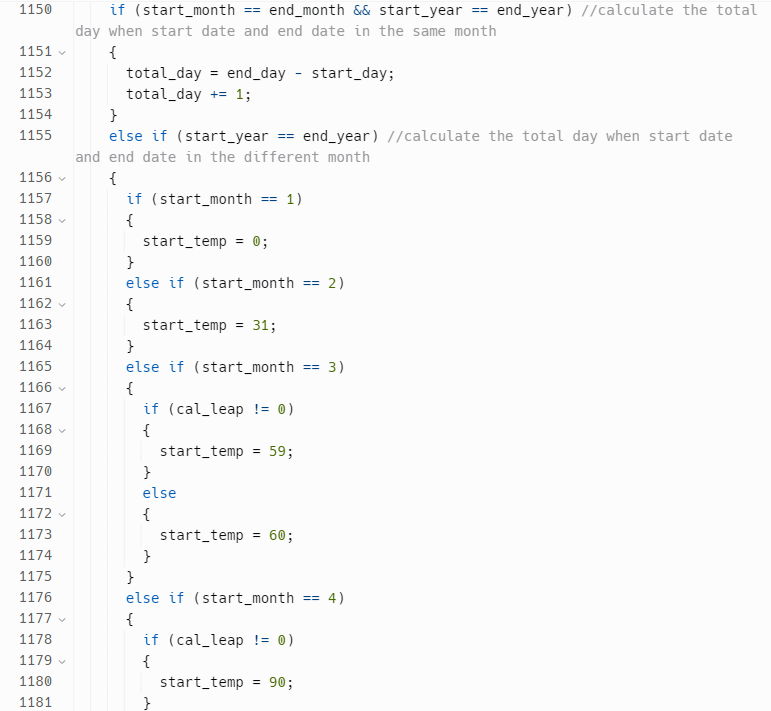 1150 if (start_month == end_month && start_year == end_year) //calculate the total
day when start date and end date in the same month
1151 {
1152 total_day = end_day - start_day;
1153 total_day += 1;
1154 }
1155 else if (start_year == end_year) //calculate the total day when start date
and end date in the different month
1156 {
1157 if (start_month == 1)
1158 {
1159 start_temp = 0;
1160 }
1161 else if (start_month == 2)
1162 {
1163 start_temp = 31;
1164 }
1165 else if (start_month == 3)
1166 {
1167 if (cal_leap != 0)
1168 {
1169 start_temp = 59;
1170 }
1171 else
1172 {
1173 start_temp = 60;
1174 }
1175 }
1176 else if (start_month == 4)
1177 {
1178 if (cal_leap != 0)
1179 {
1180 start_temp = 90;
1181 }